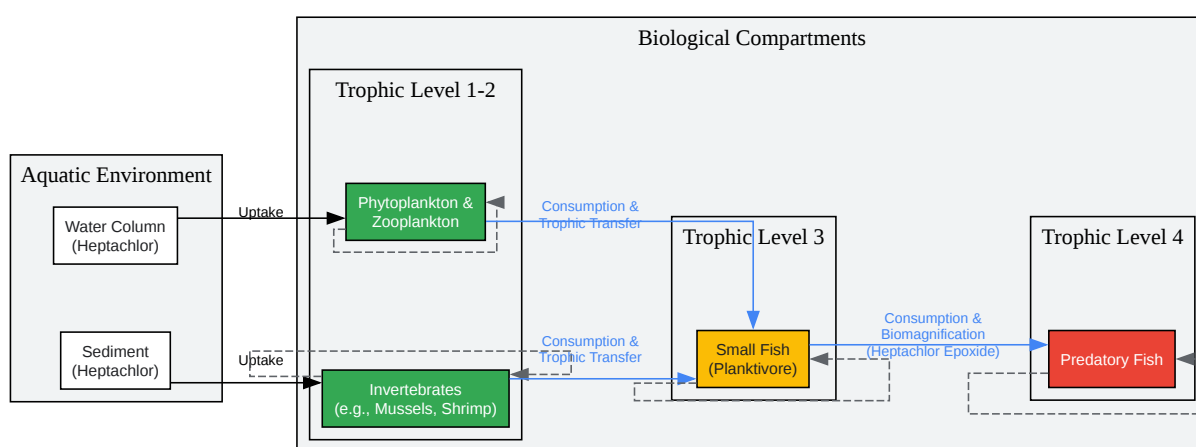 Biological Compartments
Trophic Level 1-2
Aquatic Environment
Phytoplankton &
Zooplankton
Consumption &
Trophic Transfer
Uptake
Water Column
(Heptachlor)
Trophic Level 3
Trophic Level 4
Sediment
(Heptachlor)
Uptake
Invertebrates
(e.g., Mussels, Shrimp)
Consumption &
Trophic Transfer
Small Fish
(Planktivore)
Consumption &
Biomagnification
(Heptachlor Epoxide)
Predatory Fish